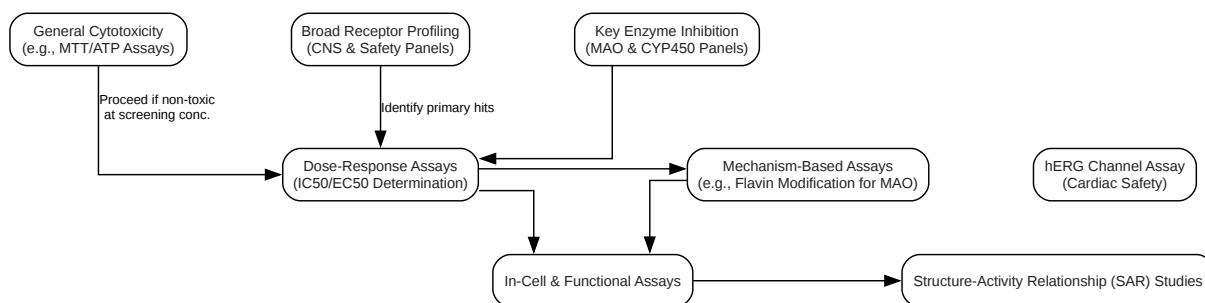 General Cytotoxicity
(e.g., MTT/ATP Assays)
Broad Receptor Profiling
(CNS & Safety Panels)
Key Enzyme Inhibition
(MAO & CYP450 Panels)
Proceed if non-toxic
at screening conc.
Identify primary hits
Dose-Response Assays
(IC50/EC50 Determination)
Mechanism-Based Assays
(e.g., Flavin Modification for MAO)
hERG Channel Assay
(Cardiac Safety)
In-Cell & Functional Assays
Structure-Activity Relationship (SAR) Studies